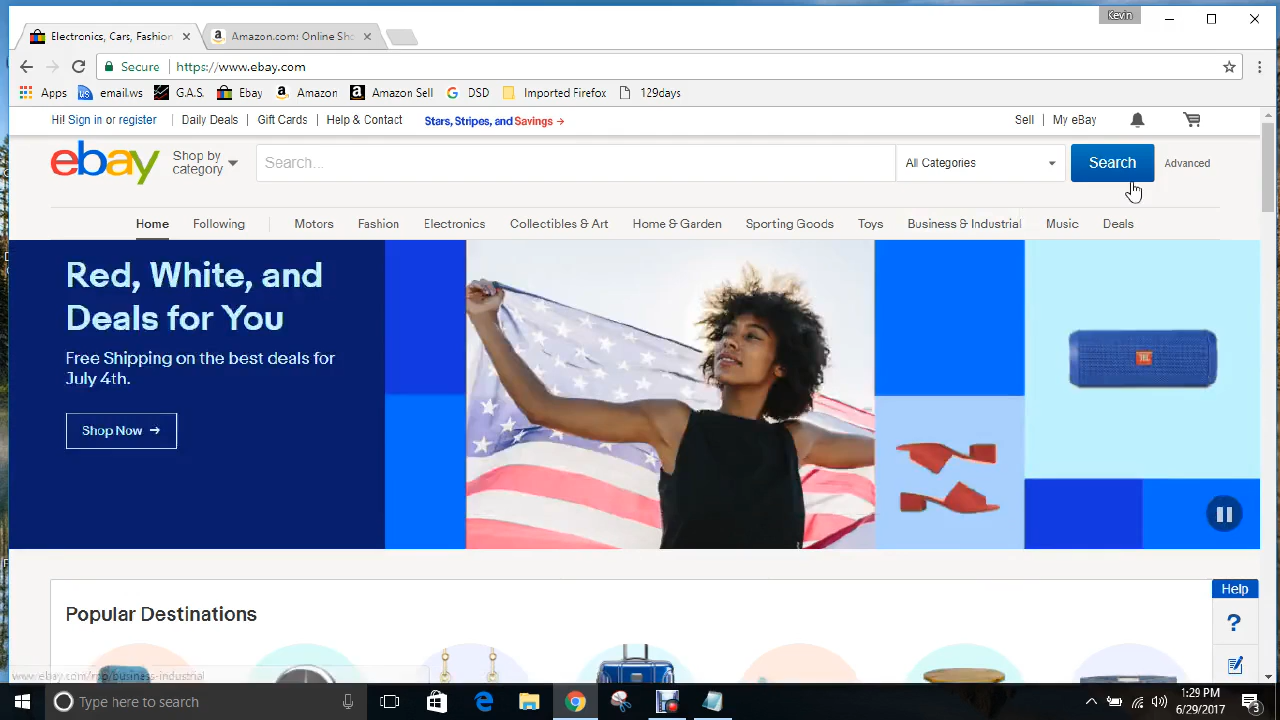 Kevin
Electronics, Cars, Fashion
Amazon.com: Online Sho
Secure https://www.ebay.com
Apps email.ws G.A.S. Ebay Amazon Amazon Sell DSD Imported Firefox 129days
Hi! Sign in or register Daily Deals Gift Cards Help & Contact Stars, Stripes, and Savings → Sell My eBay
ebay
Shop by
category
Search...
All Categories
Search
Advanced
Home Following Motors Fashion Electronics Collectibles & Art Home & Garden Sporting Goods Toys Business & Industrial Music Deals
Red, White, and
Deals for You
Free Shipping on the best deals for
July 4th.
Shop Now →
JBL
Help
?
Popular Destinations
www.ebay.com/rpp/business-industrial
Type here to search
1:29 PM
6/29/2017
3